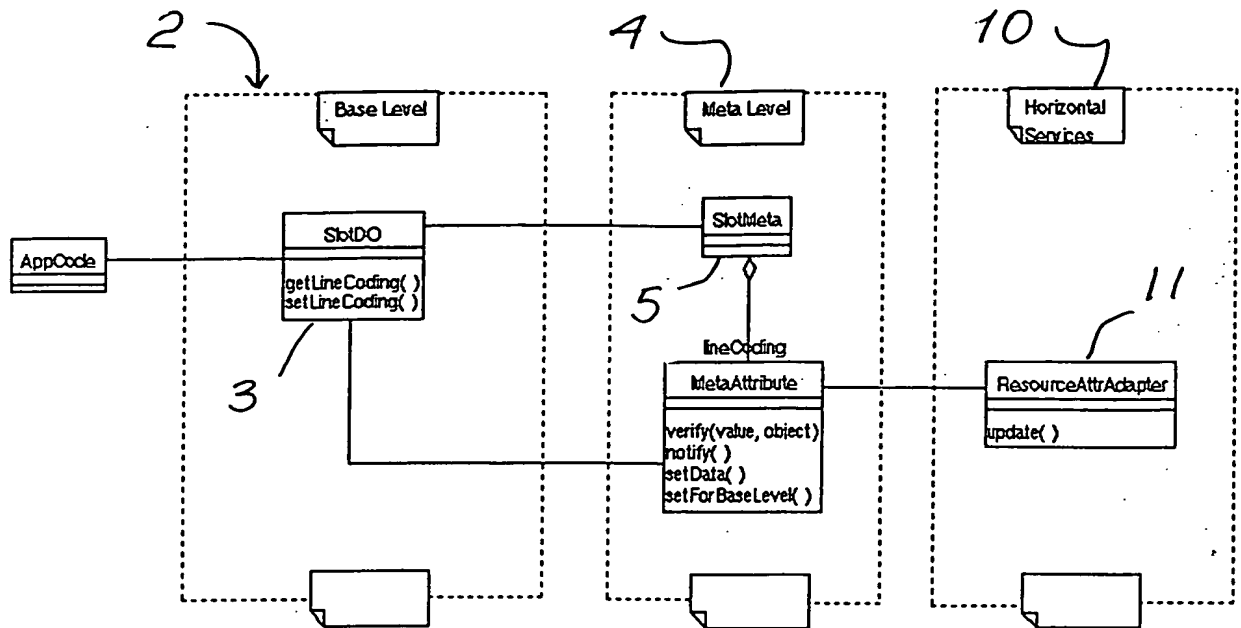 2
4
10
Base Level
Meta Level
Horizontal
Services
SlotDO
SlotMeta
AppCode
getLineCoding( )
setLineCoding( )
5
11
3
lineCoding
MetaAttribute
ResourceAttrAdapter
verify(value, object)
notify( )
setData( )
setForBaseLevel( )
update( )